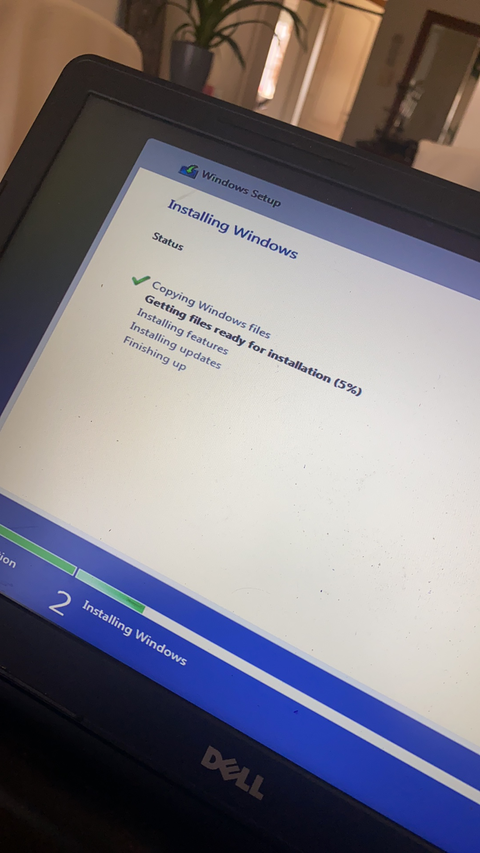 Windows Setup
Installing Windows
Status
Copying Windows files
Getting files ready for installation (5%)
Installing features
Installing updates
Finishing up
ion
2 Installing Windows
DELL